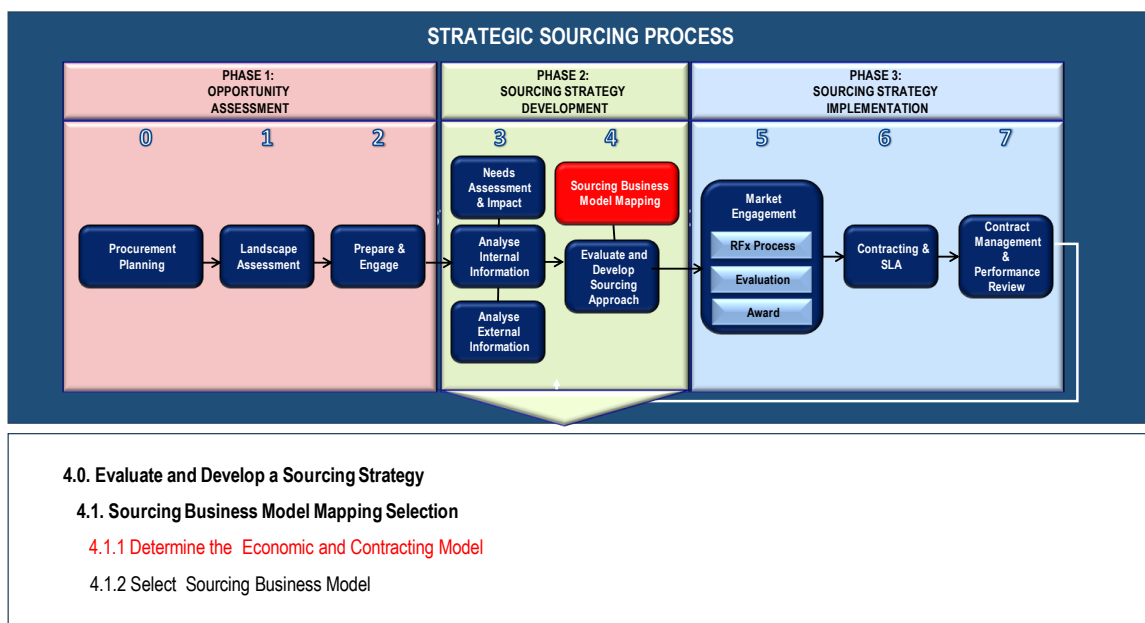 STRATEGIC SOURCING PROCESS
PHASE 1:
OPPORTUNITY
ASSESSMENT
PHASE 2:
SOURCING STRATEGY
DEVELOPMENT
PHASE 3:
SOURCING STRATEGY
IMPLEMENTATION
0
1
2
3
4
5
6
7
Procurement
Planning
Landscape
Assessment
Prepare &
Engage
Needs
Assessment
& Impact
Analyse
Internal
Information
Analyse
External
Information
Sourcing Business
Model Mapping
Evaluate and
Develop
Sourcing
Approach
Market
Engagement
RFx Process
Evaluation
Award
Contracting &
SLA
Contract
Management
&
Performance
Review
4.0. Evaluate and Develop a Sourcing Strategy
4.1. Sourcing Business Model Mapping Selection
4.1.1 Determine the Economic and Contracting Model
4.1.2 Select Sourcing Business Model